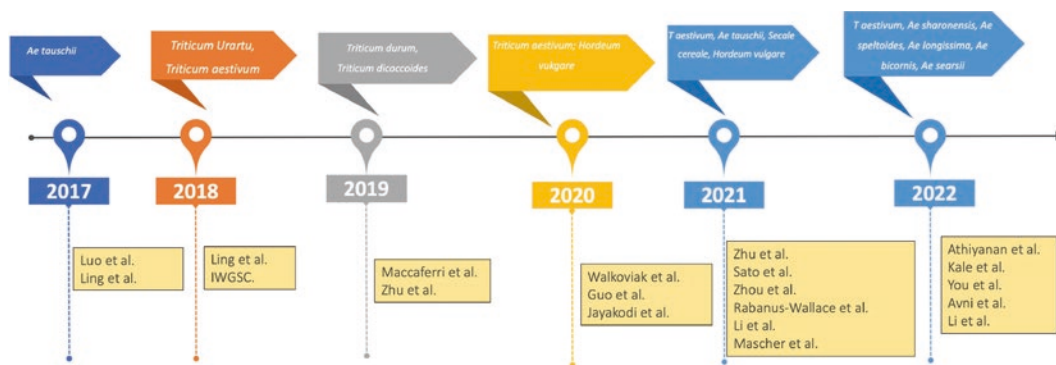 Ae tauschii
Triticum Urartu,
Triticum aestivum
Triticum durum,
Triticum dicoccoides
Triticum aestivum; Hordeum
vukgare
T aestivum, Ae tauschii, Secale
cereale, Hordeum vulgare
T aestivum, Ae sharonensis, Ae
speltoides, Ae longissima, Ae
bicornis, Ae searsii
2017
2018
2019
2020
2021
2022
Luo et al.
Ling et al.
Ling et al.
IWGSC.
Maccaferri et al.
Zhu et al.
Walkoviak et al.
Guo et al.
Jayakodi et al.
Zhu et al.
Sato et al.
Zhou et al.
Rabanus-Wallace et al.
Li et al.
Mascher et al.
Athiyanan et al.
Kale et al.
You et al.
Avni et al.
Li et al.